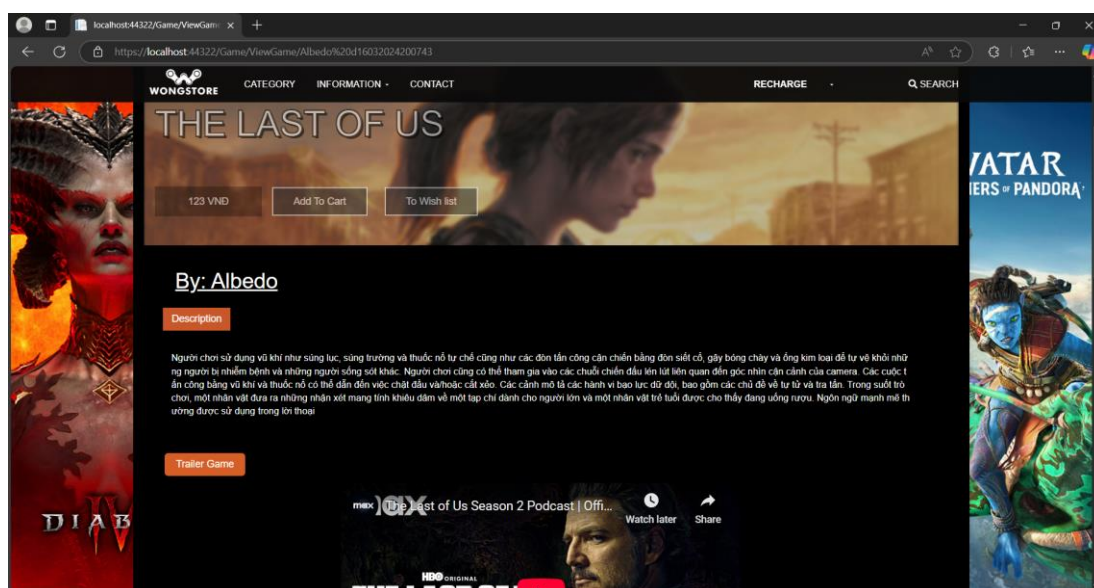 localhost:44322/Game/ViewGam
https://localhost:44322/Game/ViewGame/Albedo%20d16032024200743
WONGSTORE
CATEGORY INFORMATION - CONTACT RECHARGE - SEARCH
THE LAST OF US
123 VNĐ Add To Cart To Wish list
VATAR
IERS OF PANDORA
By: Albedo
Description
Người chơi sử dụng vũ khí như súng lục, súng trường và thuốc nổ tự chế cũng như các đòn tấn công cận chiến bằng đòn siết cổ, gậy bóng chày và ống kim loại để tự vệ khỏi nhữ
ng người bị nhiễm bệnh và những người sống sót khác. Người chơi cũng có thể tham gia vào các chuỗi chiến đấu lén lút liên quan đến góc nhìn cận cảnh của camera. Các cuộc t
ấn công bằng vũ khí và thuốc nổ có thể dẫn đến việc chặt đầu và/hoặc cắt xẻo. Các cảnh mô tả các hành vi bạo lực dữ dội, bao gồm các chủ đề về tự tử và tra tấn. Trong suốt trò
chơi, một nhân vật đưa ra những nhận xét mang tính khiêu dâm về một tạp chí dành cho người lớn và một nhân vật trẻ tuổi được cho thấy đang uống rượu. Ngôn ngữ mạnh mẽ th
ường được sử dụng trong lời thoại
Trailer Game
max The Last of Us Season 2 Podcast | Offi...
Watch later Share
DIAB
IV
HBO ORIGINAL
THE LAST OF